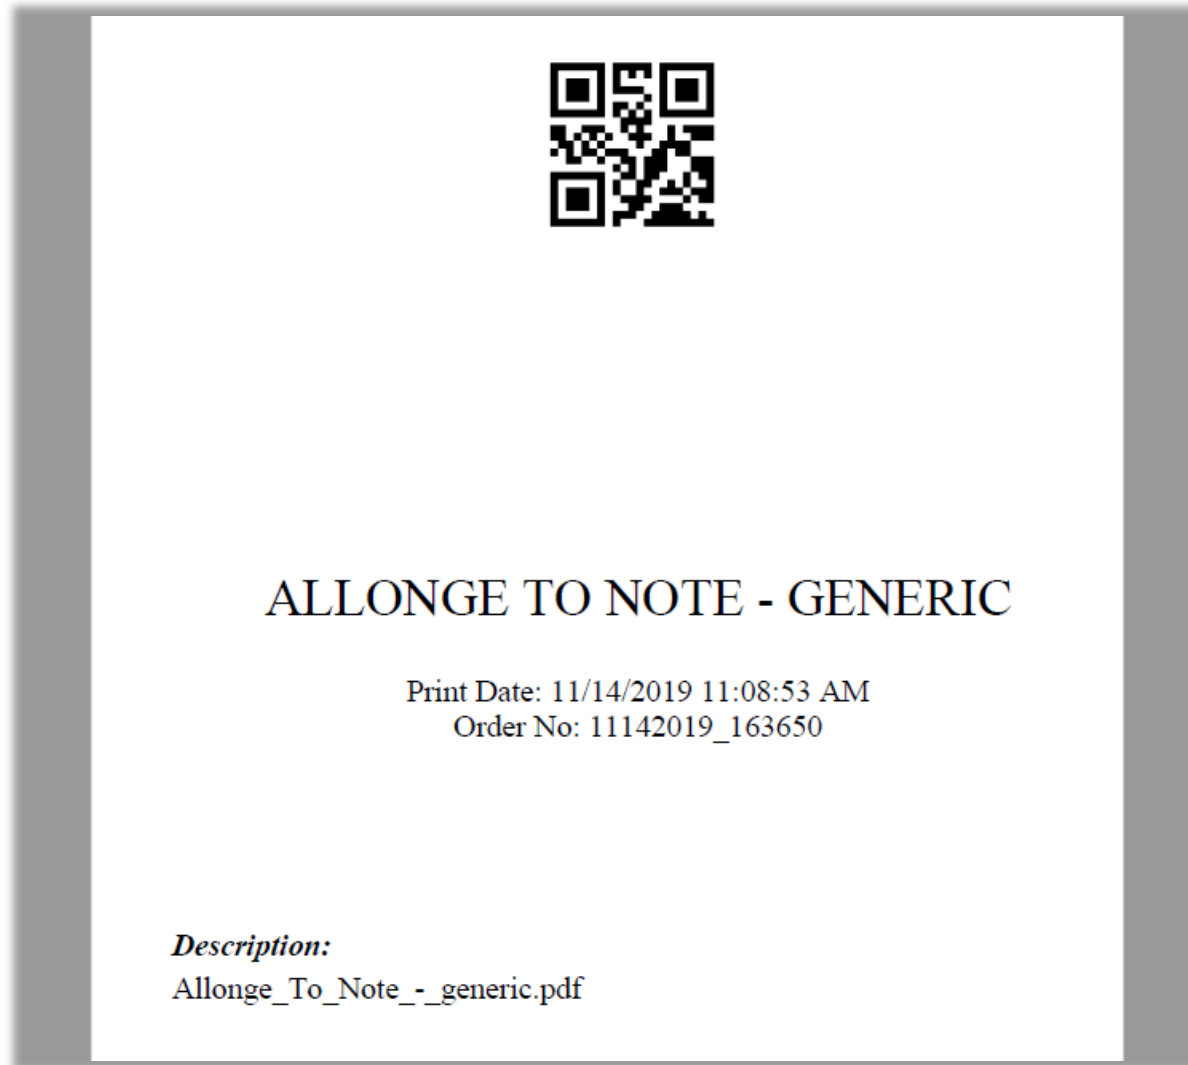 ALLONGE TO NOTE - GENERIC
Print Date: 11/14/2019 11:08:53 AM
Order No: 11142019_163650
Description:
Allonge_To_Note_-_generic.pdf